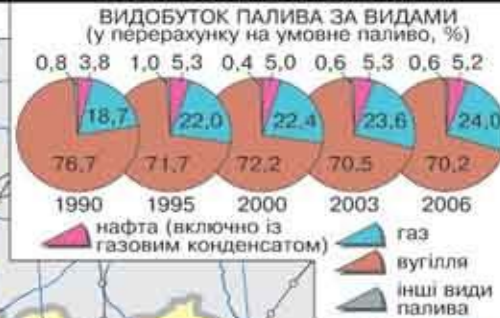 ВИДОБУТОК ПАЛИВА ЗА ВИДАМИ
(у перерахунку на умовне паливо, %)
0,8 3,8 1,0 5,3 0,4 5,0 0,6 5,3 0,6 5,2
18,7 22,0 22,4 23,6 24,0
76,7 71,7 72,2 70,5 70,2
1990 1995 2000 2003 2006
нафта (включно із
газовим конденсатом)
газ
вугілля
інші види
палива